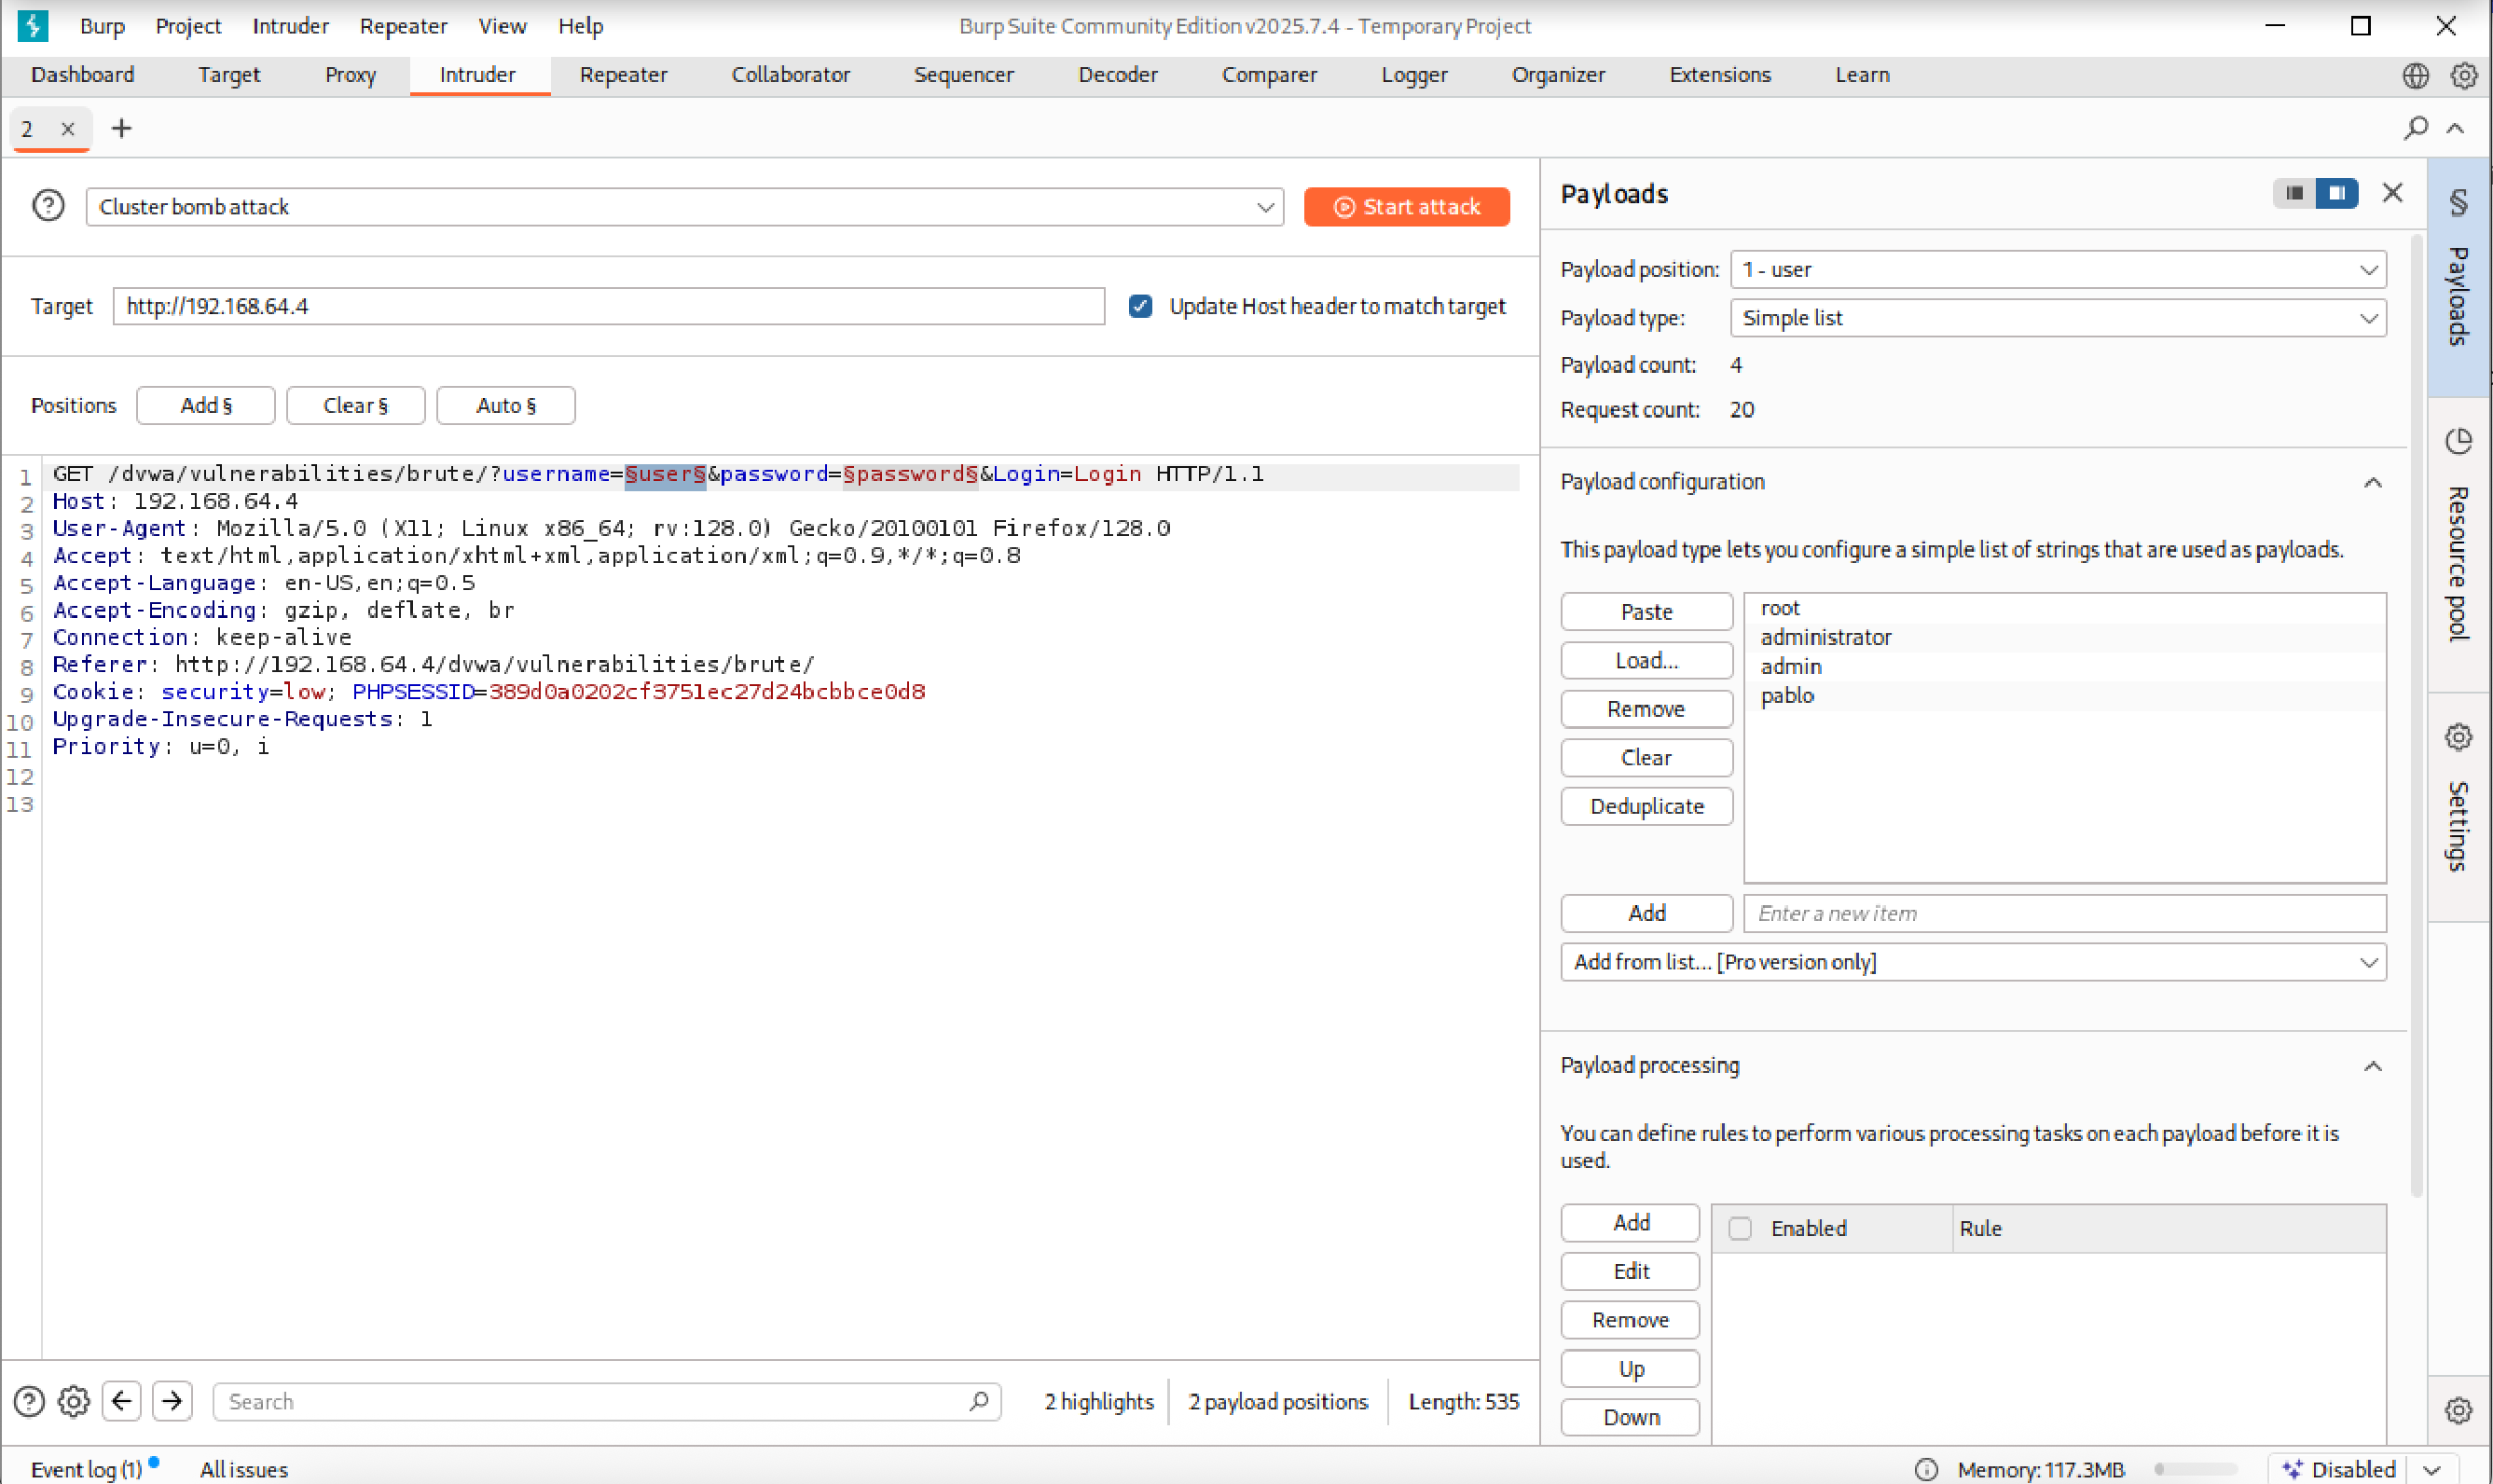 Burp Project Intruder Repeater View Help
Burp Suite Community Edition v2025.7.4 - Temporary Project
Dashboard Target Proxy Intruder Repeater Collaborator Sequencer Decoder Comparer Logger Organizer Extensions Learn
2
Cluster bomb attack
Start attack
Target http://192.168.64.4 Update Host header to match target
Positions Add § Clear § Auto §
1 GET /dvwa/vulnerabilities/brute/?username=§user§&password=§password§&Login=Login HTTP/1.1
2 Host: 192.168.64.4
3 User-Agent: Mozilla/5.0 (X11; Linux x86_64; rv:128.0) Gecko/20100101 Firefox/128.0
4 Accept: text/html,application/xhtml+xml,application/xml;q=0.9,*/*;q=0.8
5 Accept-Language: en-US,en;q=0.5
6 Accept-Encoding: gzip, deflate, br
7 Connection: keep-alive
8 Referer: http://192.168.64.4/dvwa/vulnerabilities/brute/
9 Cookie: security=low; PHPSESSID=389d0a0202cf3751ec27d24bcbbce0d8
10 Upgrade-Insecure-Requests: 1
11 Priority: u=0, i
12
13
Search
2 highlights 2 payload positions Length: 535
Payloads
Payload position: 1 - user
Payload type: Simple list
Payload count: 4
Request count: 20
Payload configuration
This payload type lets you configure a simple list of strings that are used as payloads.
Paste
Load...
Remove
Clear
Deduplicate
root
administrator
admin
pablo
Add Enter a new item
Add from list... [Pro version only]
Payload processing
You can define rules to perform various processing tasks on each payload before it is
used.
Add
Edit
Remove
Up
Down
Enabled Rule
§ Payloads
Resource pool
Settings
Event log (1) All issues
Memory: 117.3MB Disabled